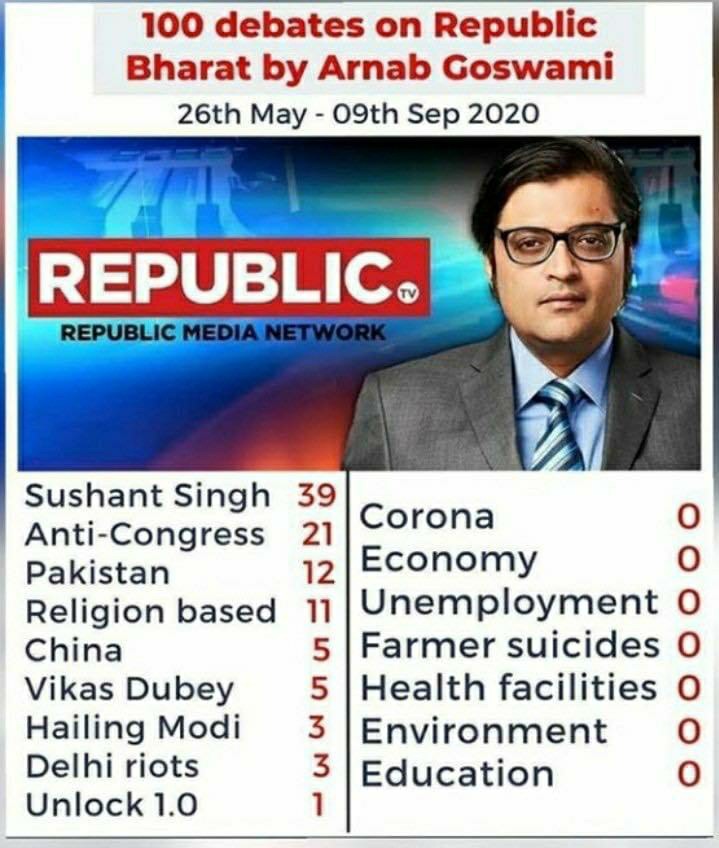 100 debates on Republic
Bharat by Arnab Goswami
26th May - 09th Sep 2020
REPUBLIC.
TV
REPUBLIC MEDIA NETWORK
Sushant Singh 39
Anti-Congress 21
Pakistan 12
Religion based 11
China 5
Vikas Dubey 5
Hailing Modi 3
Delhi riots 3
Unlock 1.0 1
Corona 0
Economy 0
Unemployment 0
Farmer suicides 0
Health facilities 0
Environment 0
Education 0